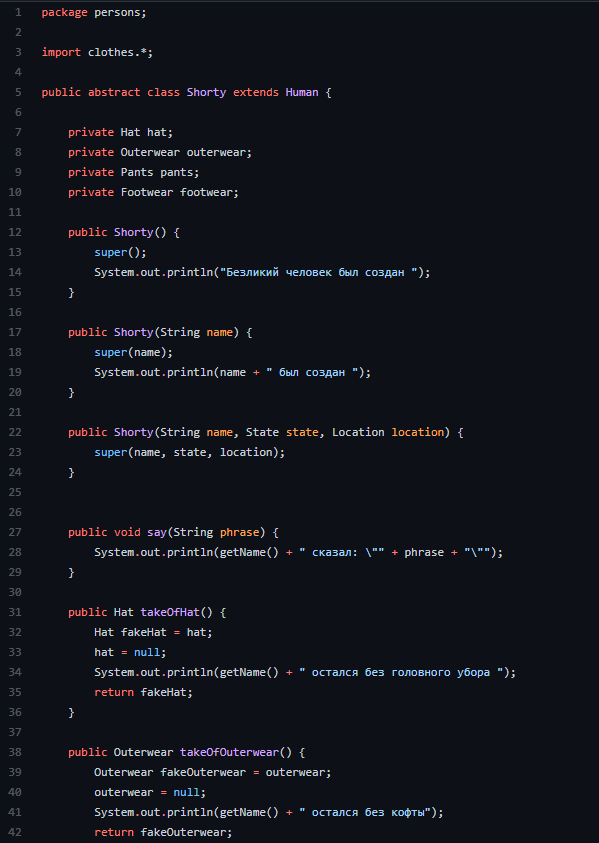 1 package persons;
2
3 import clothes.*;
4
5 public abstract class Shorty extends Human {
6
7     private Hat hat;
8     private Outerwear outerwear;
9     private Pants pants;
10     private Footwear footwear;
11
12     public Shorty() {
13         super();
14         System.out.println("Безликий человек был создан ");
15     }
16
17     public Shorty(String name) {
18         super(name);
19         System.out.println(name + " был создан ");
20     }
21
22     public Shorty(String name, State state, Location location) {
23         super(name, state, location);
24     }
25
26
27     public void say(String phrase) {
28         System.out.println(getName() + " сказал: \"" + phrase + "\"");
29     }
30
31     public Hat takeOfHat() {
32         Hat fakeHat = hat;
33         hat = null;
34         System.out.println(getName() + " остался без головного убора ");
35         return fakeHat;
36     }
37
38     public Outerwear takeOfOuterwear() {
39         Outerwear fakeOuterwear = outerwear;
40         outerwear = null;
41         System.out.println(getName() + " остался без кофты");
42         return fakeOuterwear;